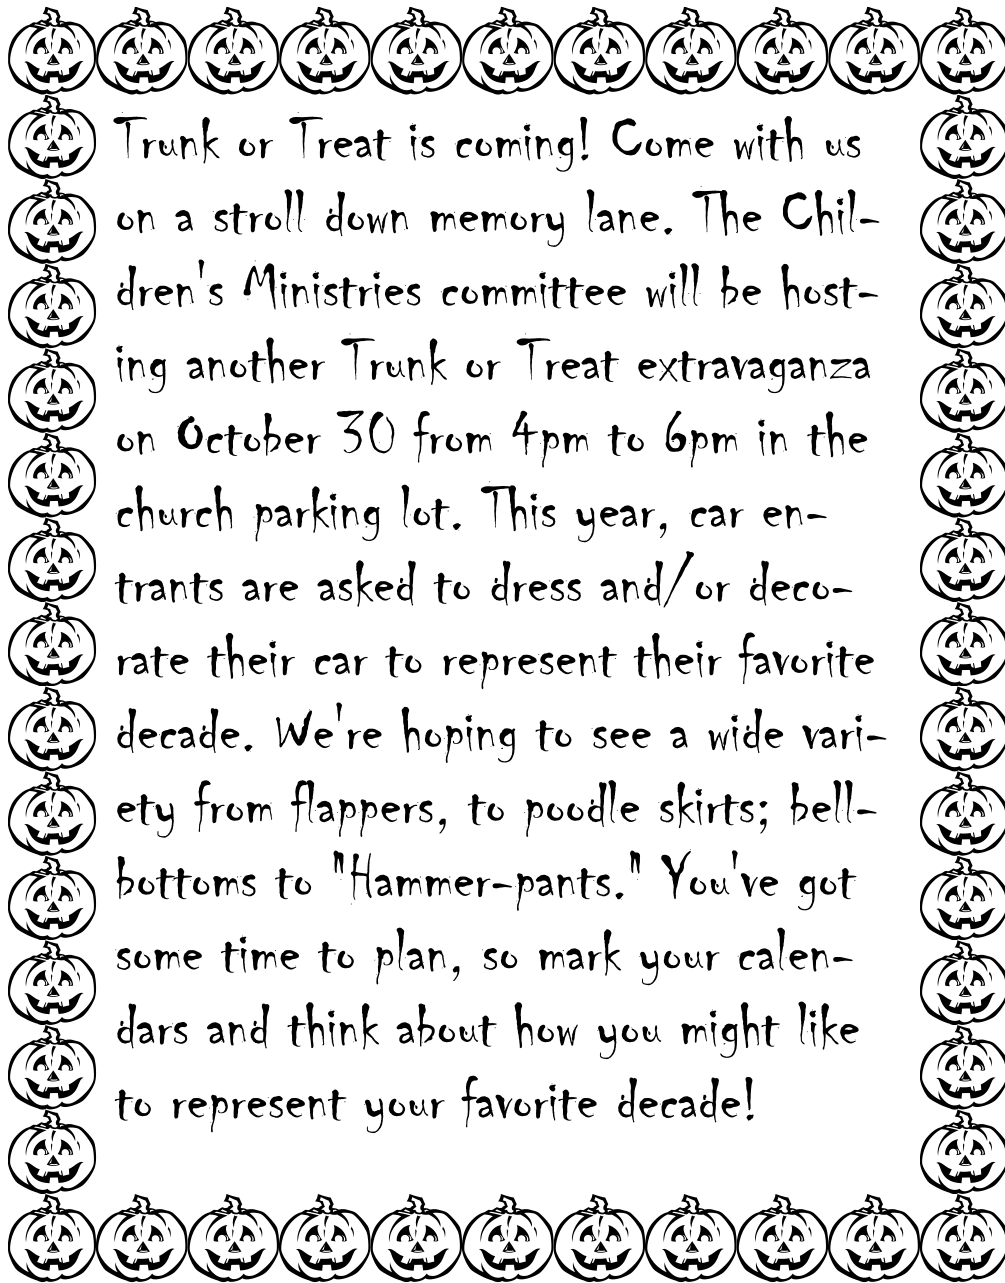 Trunk or Treat is coming! Come with us
on a stroll down memory lane. The Chil-
dren's Ministries committee will be host-
ing another Trunk or Treat extravaganza
on October 30 from 4pm to 6pm in the
church parking lot. This year, car en-
trants are asked to dress and/or deco-
rate their car to represent their favorite
decade. We're hoping to see a wide vari-
ety from flappers, to poodle skirts; bell-
bottoms to "Hammer-pants." You've got
some time to plan, so mark your calen-
dars and think about how you might like
to represent your favorite decade!